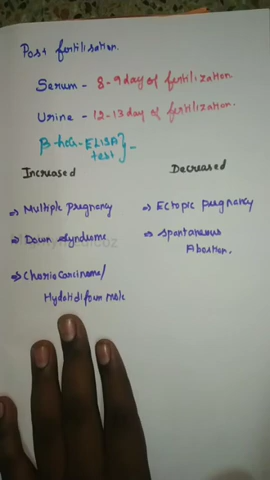 Post fertilisation.
Serum - 8-9 day of fertilization.
Urine - 12-13 day of fertilization.
β-hCG - ELISA } -
test
Increased Decreased
⇒ Multiple pregnancy ⇒ Ectopic pregnancy
⇒ Down Syndrome ⇒ Spontaneous
Abortion.
⇒ Choriocarcinoma/
Hydatidiform mole